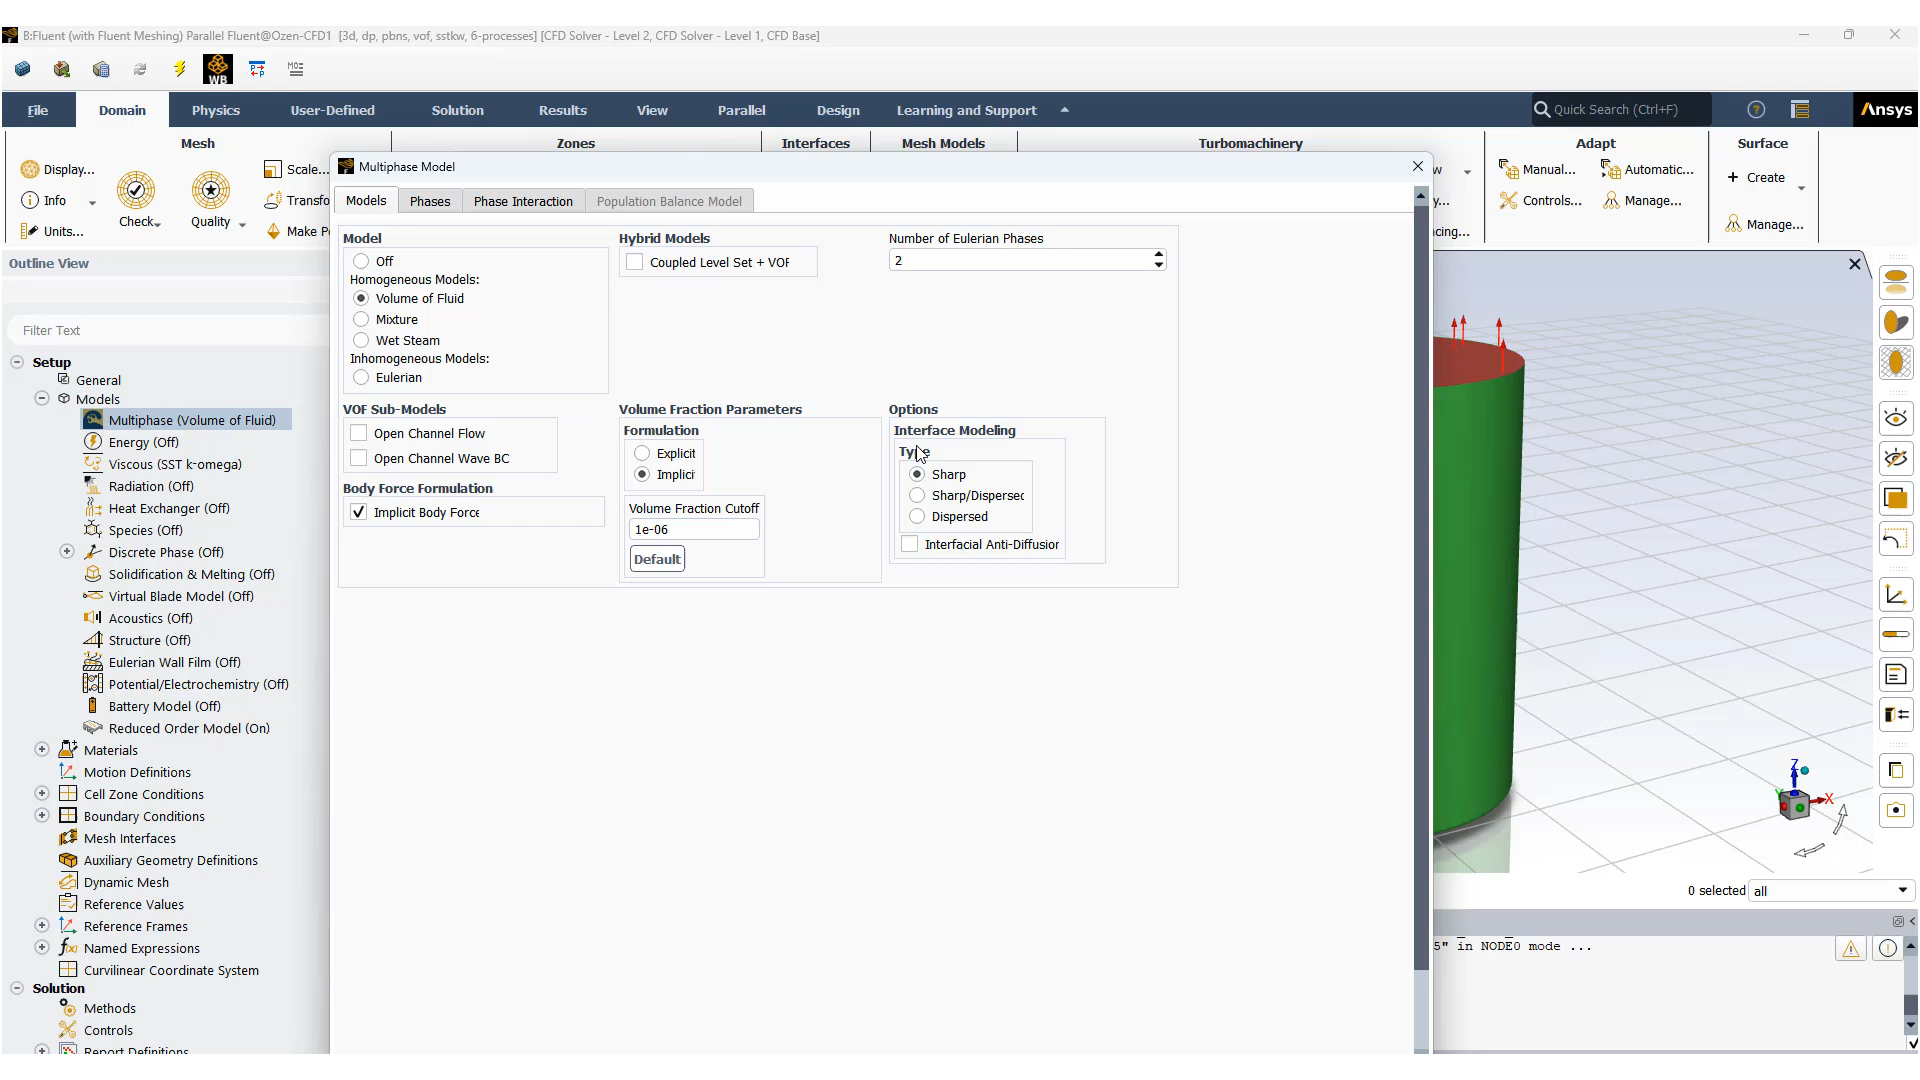 B:Fluent (with Fluent Meshing) Parallel Fluent@Ozen-CFD1 [3d, dp, pbns, vof, sstkw, 6-processes] [CFD Solver - Level 2, CFD Solver - Level 1, CFD Base]
WB
File Domain Physics User-Defined Solution Results View Parallel Design Learning and Support Quick Search (Ctrl+F) Ansys
Mesh Zones Interfaces Mesh Models Turbomachinery Adapt Surface
Display...
Info
Units...
Check
Quality
Scale...
Transfo
Make Po
Manual...
Automatic...
Controls...
Manage...
Create
Manage...
Outline View
Filter Text
Setup
General
Models
Multiphase (Volume of Fluid)
Energy (Off)
Viscous (SST k-omega)
Radiation (Off)
Heat Exchanger (Off)
Species (Off)
Discrete Phase (Off)
Solidification & Melting (Off)
Virtual Blade Model (Off)
Acoustics (Off)
Structure (Off)
Eulerian Wall Film (Off)
Potential/Electrochemistry (Off)
Battery Model (Off)
Reduced Order Model (On)
Materials
Motion Definitions
Cell Zone Conditions
Boundary Conditions
Mesh Interfaces
Auxiliary Geometry Definitions
Dynamic Mesh
Reference Values
Reference Frames
Named Expressions
Curvilinear Coordinate System
Solution
Methods
Controls
Report Definitions
Multiphase Model
Models Phases Phase Interaction Population Balance Model
Model
Off
Homogeneous Models:
Volume of Fluid
Mixture
Wet Steam
Inhomogeneous Models:
Eulerian
Hybrid Models
Coupled Level Set + VOF
Number of Eulerian Phases
2
VOF Sub-Models
Open Channel Flow
Open Channel Wave BC
Body Force Formulation
Implicit Body Force
Volume Fraction Parameters
Formulation
Explicit
Implici
Volume Fraction Cutoff
1e-06
Default
Options
Interface Modeling
Type
Sharp
Sharp/Dispersed
Dispersed
Interfacial Anti-Diffusion
Z
Y
X
0 selected all
5" in NODE0 mode ...